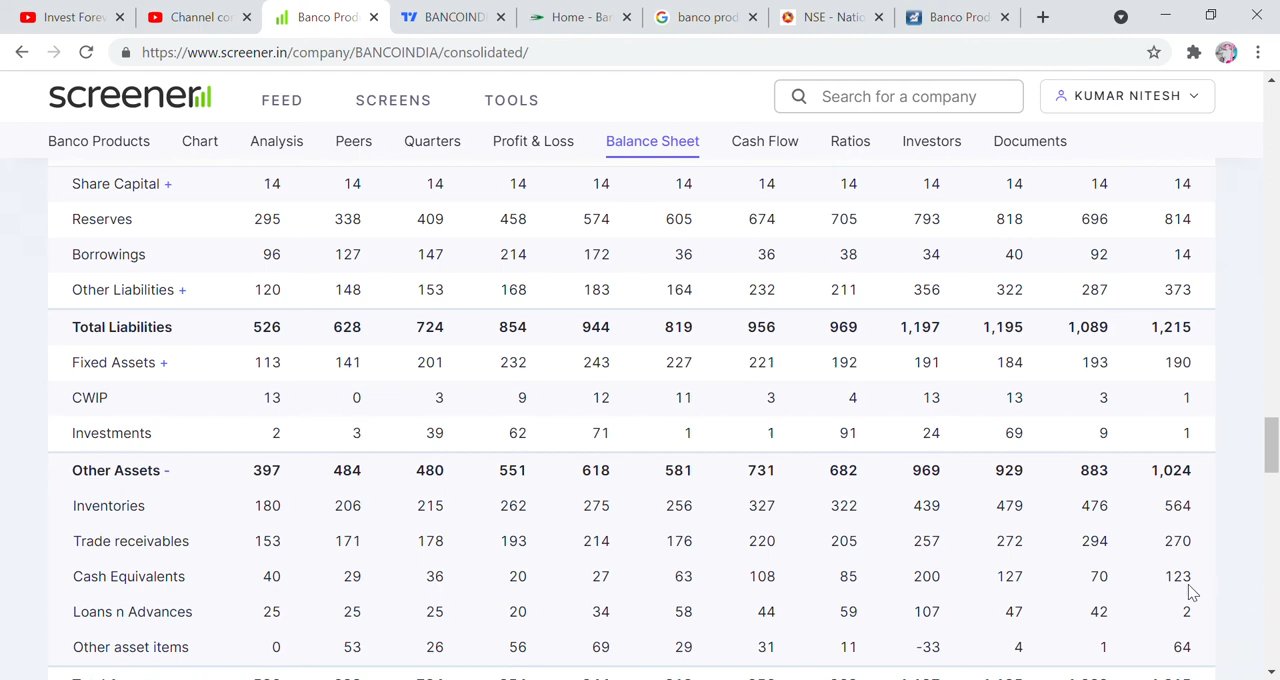 Invest Fore
Channel co
Banco Prod
BANCOIND
Home - Ba
banco prod
NSE - Natio
Banco Prod
https://www.screener.in/company/BANCOINDIA/consolidated/
screener
FEED
SCREENS
TOOLS
Search for a company
KUMAR NITESH
Banco Products Chart Analysis Peers Quarters Profit & Loss Balance Sheet Cash Flow Ratios Investors Documents
Share Capital + 14 14 14 14 14 14 14 14 14 14 14 14
Reserves 295 338 409 458 574 605 674 705 793 818 696 814
Borrowings 96 127 147 214 172 36 36 38 34 40 92 14
Other Liabilities + 120 148 153 168 183 164 232 211 356 322 287 373
Total Liabilities 526 628 724 854 944 819 956 969 1,197 1,195 1,089 1,215
Fixed Assets + 113 141 201 232 243 227 221 192 191 184 193 190
CWIP 13 0 3 9 12 11 3 4 13 13 3 1
Investments 2 3 39 62 71 1 1 91 24 69 9 1
Other Assets - 397 484 480 551 618 581 731 682 969 929 883 1,024
Inventories 180 206 215 262 275 256 327 322 439 479 476 564
Trade receivables 153 171 178 193 214 176 220 205 257 272 294 270
Cash Equivalents 40 29 36 20 27 63 108 85 200 127 70 123
Loans n Advances 25 25 25 20 34 58 44 59 107 47 42 2
Other asset items 0 53 26 56 69 29 31 11 -33 4 1 64